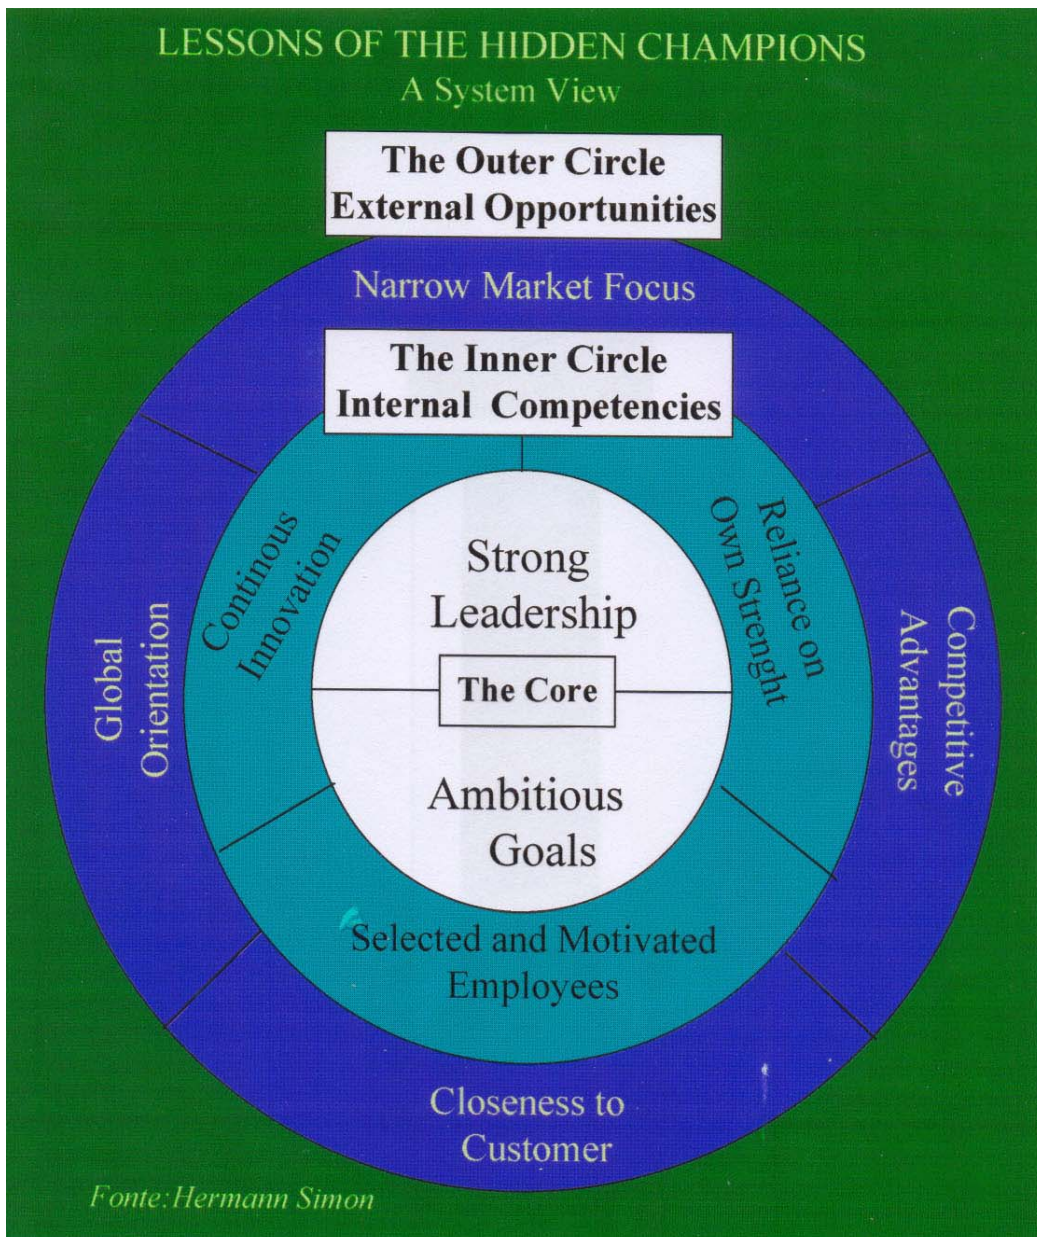 LESSONS OF THE HIDDEN CHAMPIONS
A System View
The Outer Circle
External Opportunities
Narrow Market Focus
The Inner Circle
Internal Competencies
Continous
Innovation
Reliance on
Own Strenght
Strong
Leadership
The Core
Ambitious
Goals
Global
Orientation
Competitive
Advantages
Selected and Motivated
Employees
Closeness to
Customer
Fonte:Hermann Simon